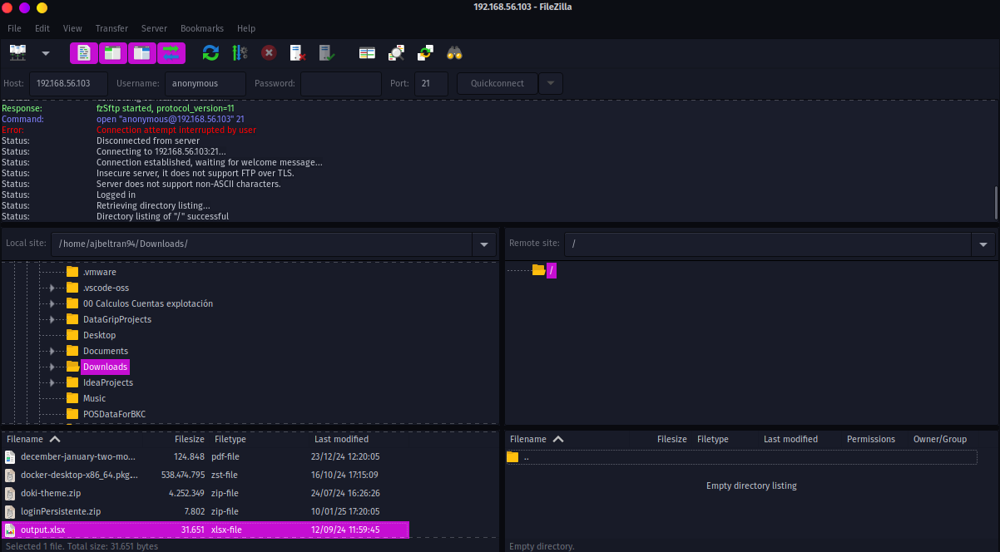 192.168.56.103 - FileZilla
File Edit View Transfer Server Bookmarks Help
Host: 192.168.56.103 Username: anonymous Password: Port: 21 Quickconnect
Response: fzSftp started, protocol_version=11
Command: open "anonymous@192.168.56.103" 21
Error: Connection attempt interrupted by user
Status: Disconnected from server
Status: Connecting to 192.168.56.103:21...
Status: Connection established, waiting for welcome message...
Status: Insecure server, it does not support FTP over TLS.
Status: Server does not support non-ASCII characters.
Status: Logged in
Status: Retrieving directory listing...
Status: Directory listing of "/" successful
Local site: /home/ajbeltran94/Downloads/
.vmware
.vscode-oss
00 Calculos Cuentas explotación
DataGripProjects
Desktop
Documents
Downloads
IdeaProjects
Music
POSDataForBKC
Remote site: /
/
Filename Filesize Filetype Last modified
december-january-two-mo... 124.848 pdf-file 23/12/24 12:20:05
docker-desktop-x86_64.pkg... 538.474.795 zst-file 16/10/24 17:15:09
doki-theme.zip 4.252.349 zip-file 24/07/24 16:26:26
loginPersistente.zip 7.802 zip-file 10/01/25 17:20:05
output.xlsx 31.651 xlsx-file 12/09/24 11:59:45
Selected 1 file. Total size: 31.651 bytes
Filename Filesize Filetype Last modified Permissions Owner/Group
..
Empty directory listing
Empty directory.